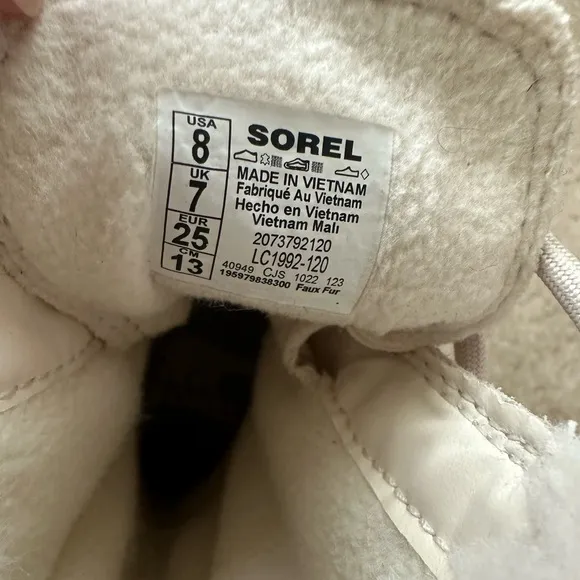 USA
8
UK
7
EUR
25
CM
13
SOREL
MADE IN VIETNAM
Fabriqué Au Vietnam
Hecho en Vietnam
Vietnam Malı
2073792120
LC1992-120
40949 CJS 1022 123
195979838300 Faux Fur